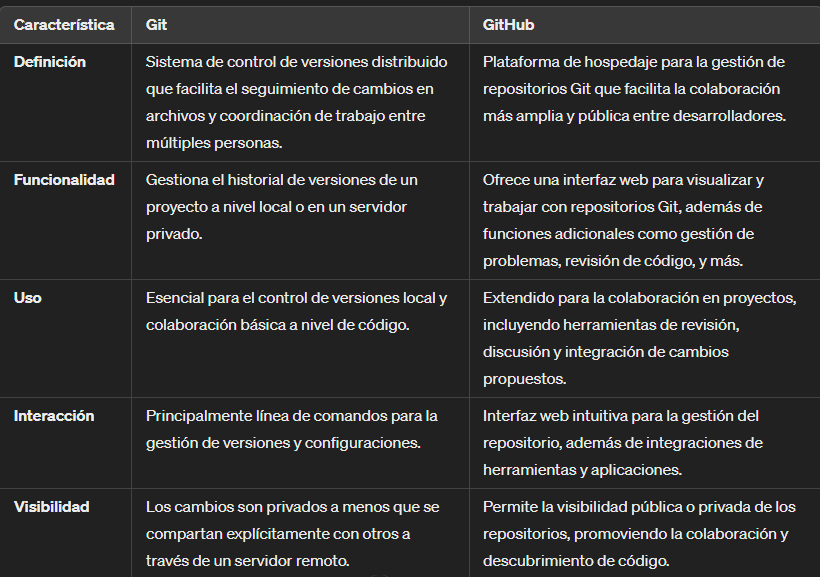 Característica Git GitHub
Definición
Sistema de control de versiones distribuido
que facilita el seguimiento de cambios en
archivos y coordinación de trabajo entre
múltiples personas.
Plataforma de hospedaje para la gestión de
repositorios Git que facilita la colaboración
más amplia y pública entre desarrolladores.
Funcionalidad
Gestiona el historial de versiones de un
proyecto a nivel local o en un servidor
privado.
Ofrece una interfaz web para visualizar y
trabajar con repositorios Git, además de
funciones adicionales como gestión de
problemas, revisión de código, y más.
Uso
Esencial para el control de versiones local y
colaboración básica a nivel de código.
Extendido para la colaboración en proyectos,
incluyendo herramientas de revisión,
discusión y integración de cambios
propuestos.
Interacción
Principalmente línea de comandos para la
gestión de versiones y configuraciones.
Interfaz web intuitiva para la gestión del
repositorio, además de integraciones de
herramientas y aplicaciones.
Visibilidad
Los cambios son privados a menos que se
compartan explícitamente con otros a
través de un servidor remoto.
Permite la visibilidad pública o privada de los
repositorios, promoviendo la colaboración y
descubrimiento de código.